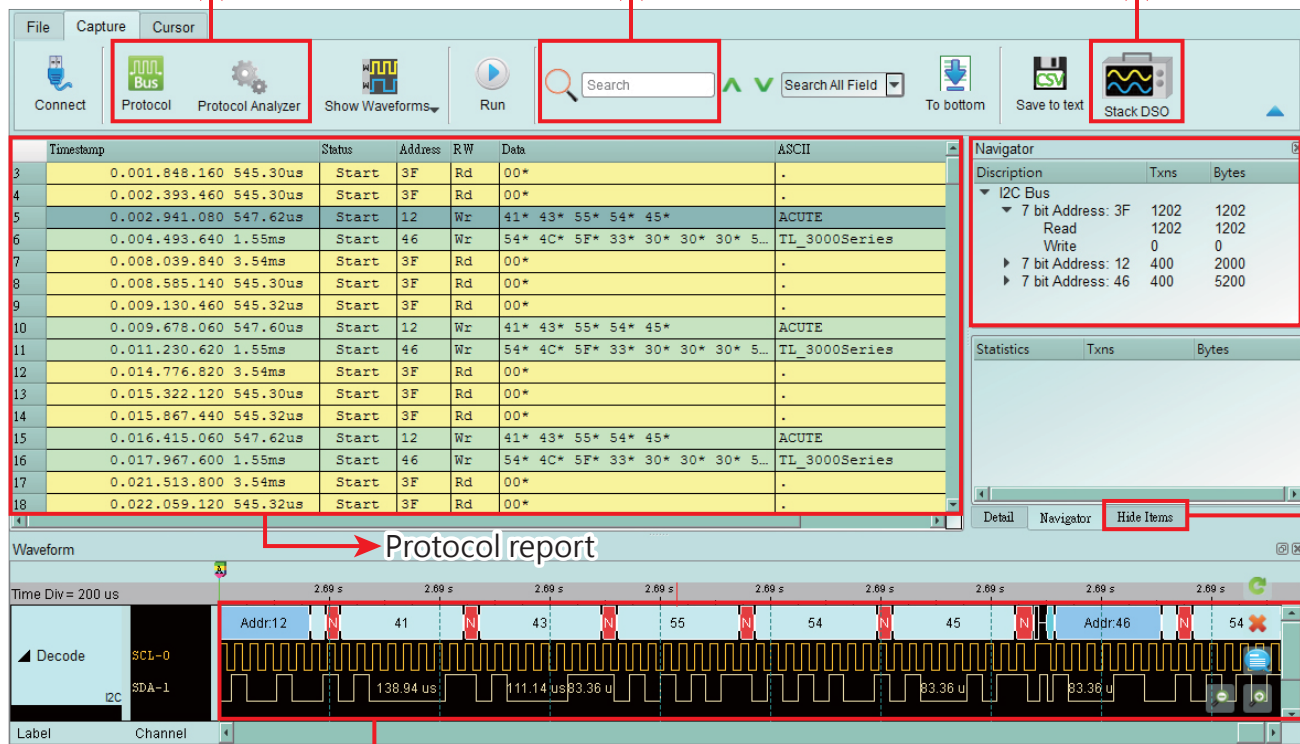 File Capture Cursor
Bus
CSV
Connect Protocol Protocol Analyzer Show Waveforms Run Search Search All Field To bottom Save to text Stack DSO
Timestamp Status Address RW Data ASCII
3 0.001.848.160 545.30us Start 3F Rd 00* .
4 0.002.393.460 545.30us Start 3F Rd 00* .
5 0.002.941.080 547.62us Start 12 Wr 41* 43* 55* 54* 45* ACUTE
6 0.004.493.640 1.55ms Start 46 Wr 54* 4C* 5F* 33* 30* 30* 30* 5... TL_3000Series
7 0.008.039.840 3.54ms Start 3F Rd 00* .
8 0.008.585.140 545.30us Start 3F Rd 00* .
9 0.009.130.460 545.32us Start 3F Rd 00* .
10 0.009.678.060 547.60us Start 12 Wr 41* 43* 55* 54* 45* ACUTE
11 0.011.230.620 1.55ms Start 46 Wr 54* 4C* 5F* 33* 30* 30* 30* 5... TL_3000Series
12 0.014.776.820 3.54ms Start 3F Rd 00* .
13 0.015.322.120 545.30us Start 3F Rd 00* .
14 0.015.867.440 545.32us Start 3F Rd 00* .
15 0.016.415.060 547.62us Start 12 Wr 41* 43* 55* 54* 45* ACUTE
16 0.017.967.600 1.55ms Start 46 Wr 54* 4C* 5F* 33* 30* 30* 30* 5... TL_3000Series
17 0.021.513.800 3.54ms Start 3F Rd 00* .
18 0.022.059.120 545.32us Start 3F Rd 00* .
Navigator
Discription Txns Bytes
I2C Bus
7 bit Address: 3F 1202 1202
Read 1202 1202
Write 0 0
7 bit Address: 12 400 2000
7 bit Address: 46 400 5200
Statistics Txns Bytes
Detail Navigator Hide Items
Protocol report
Waveform
A
Time Div = 200 us 2.69 s 2.69 s 2.69 s 2.69 s 2.69 s 2.69 s 2.69 s 2.69 s 2.69 s
Addr:12 N 41 N 43 N 55 N 54 N 45 N Addr:46 N 54
Decode SCL-0
I2C SDA-1 138.94 us 111.14 us 83.36 u 83.36 u 83.36 u
Label Channel